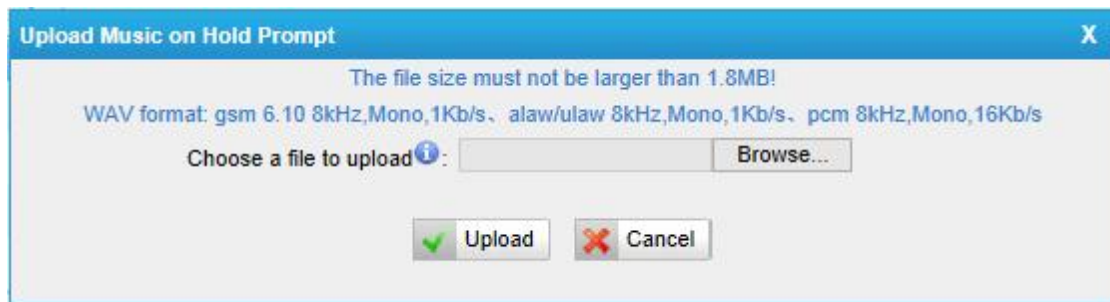 Upload Music on Hold Prompt X
The file size must not be larger than 1.8MB!
WAV format: gsm 6.10 8kHz,Mono,1Kb/s、alaw/ulaw 8kHz,Mono,1Kb/s、pcm 8kHz,Mono,16Kb/s
Choose a file to upload i : Browse...
Upload Cancel